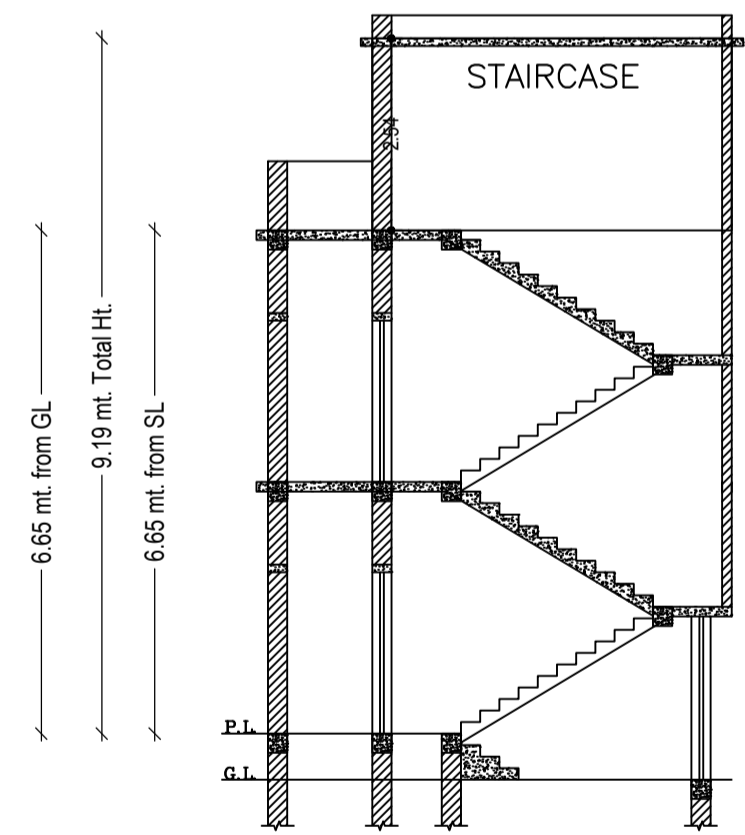 STAIRCASE
2.54
6.65 mt. from GL
9.19 mt. Total Ht.
6.65 mt. from SL
P.L.
G.L.